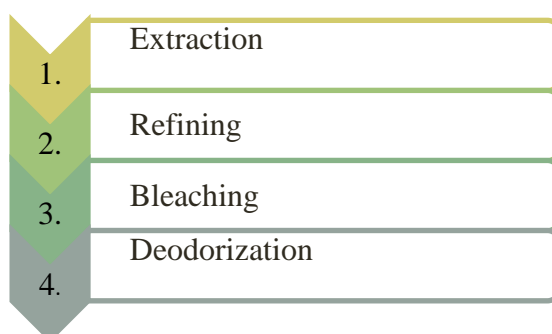 Extraction
1.
Refining
2.
Bleaching
3.
Deodorization
4.